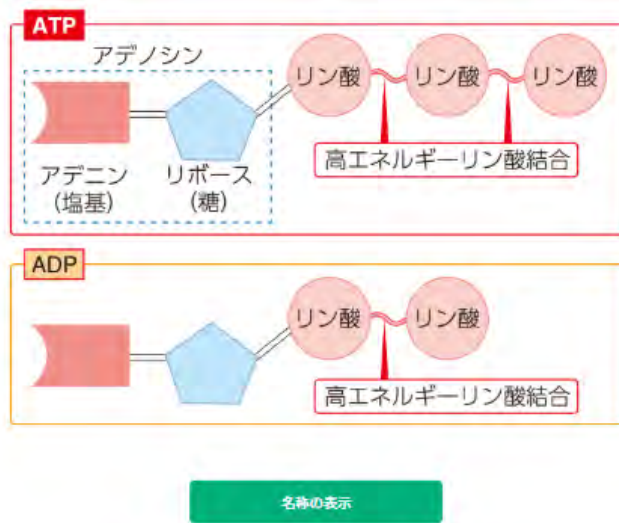 ATP
アデノシン
リン酸
リン酸
リン酸
高エネルギーリン酸結合
アデニン
(塩基)
リボース
(糖)
ADP
リン酸
リン酸
高エネルギーリン酸結合
名称の表示